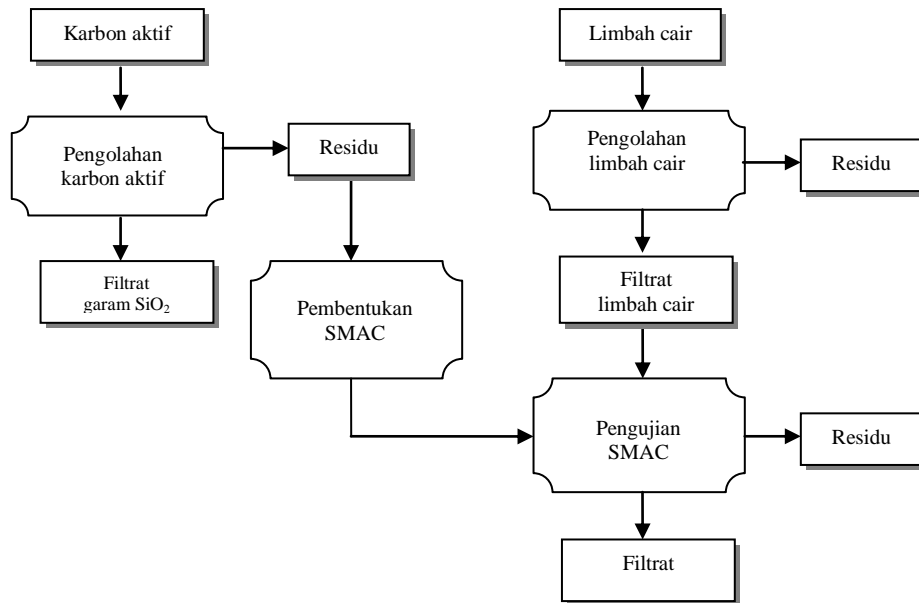 Karbon aktif
Limbah cair
Pengolahan
karbon aktif
Residu
Pengolahan
limbah cair
Residu
Filtrat
garam SiO₂
Pembentukan
SMAC
Filtrat
limbah cair
Pengujian
SMAC
Residu
Filtrat